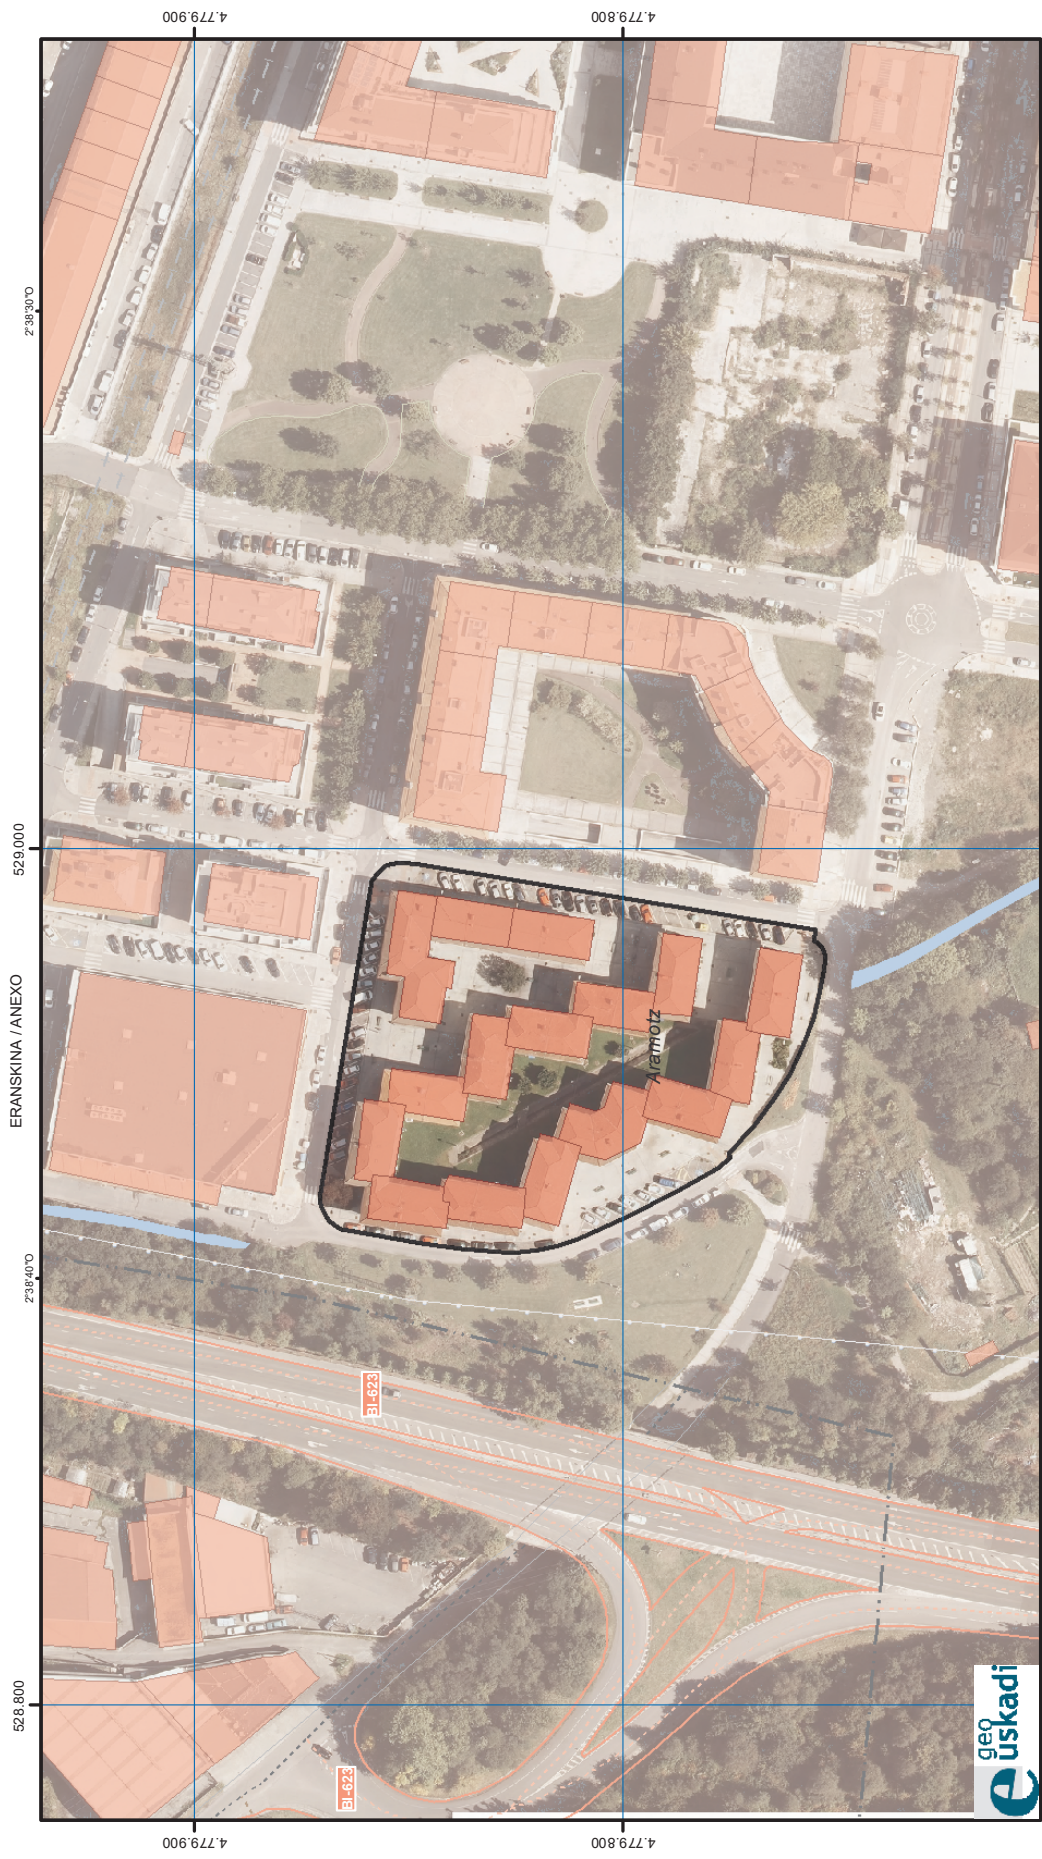 ERANSKINA / ANEXO
528.800
2°38'40"O
529.000
2°38'30"O
4.779.900
4.779.900
4.779.800
4.779.800
Aramotz
BI-623
BI-623
geo
euskadi